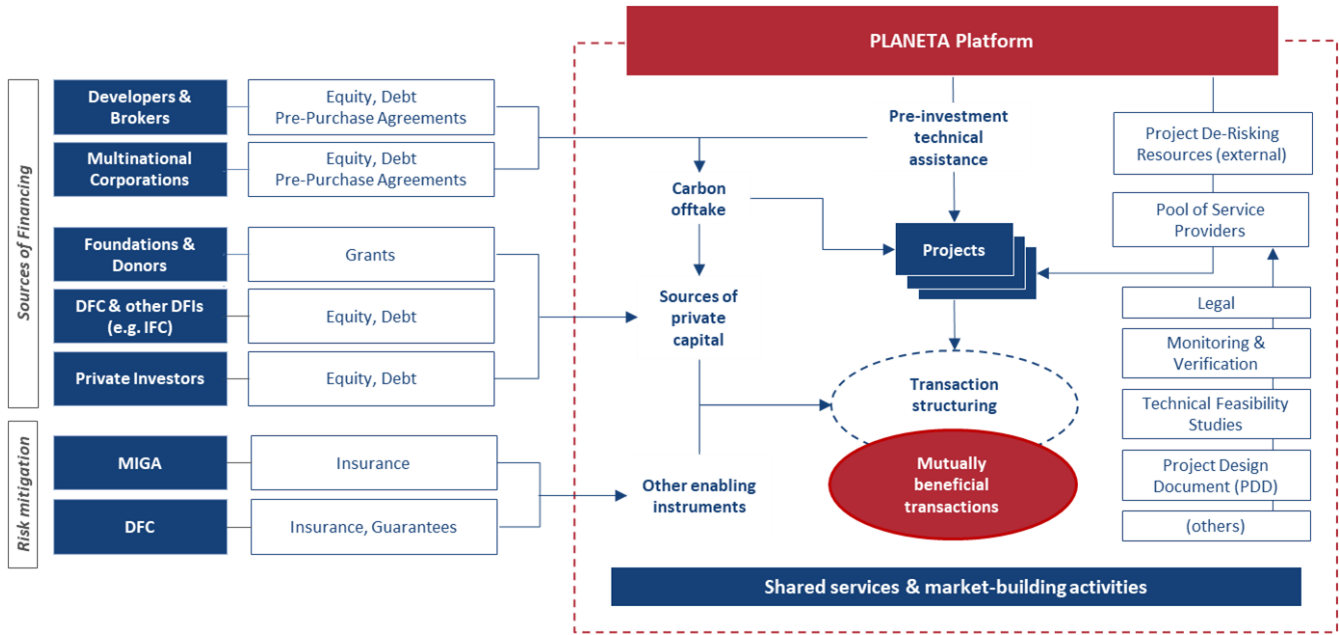 PLANETA Platform
Sources of Financing
Developers &
Brokers
Equity, Debt
Pre-Purchase Agreements
Multinational
Corporations
Equity, Debt
Pre-Purchase Agreements
Foundations &
Donors
Grants
DFC & other DFIs
(e.g. IFC)
Equity, Debt
Private Investors
Equity, Debt
Risk mitigation
MIGA
Insurance
DFC
Insurance, Guarantees
Carbon
offtake
Sources of
private
capital
Other enabling
instruments
Pre-investment
technical
assistance
Projects
Transaction
structuring
Mutually
beneficial
transactions
Project De-Risking
Resources (external)
Pool of Service
Providers
Legal
Monitoring &
Verification
Technical Feasibility
Studies
Project Design
Document (PDD)
(others)
Shared services & market-building activities